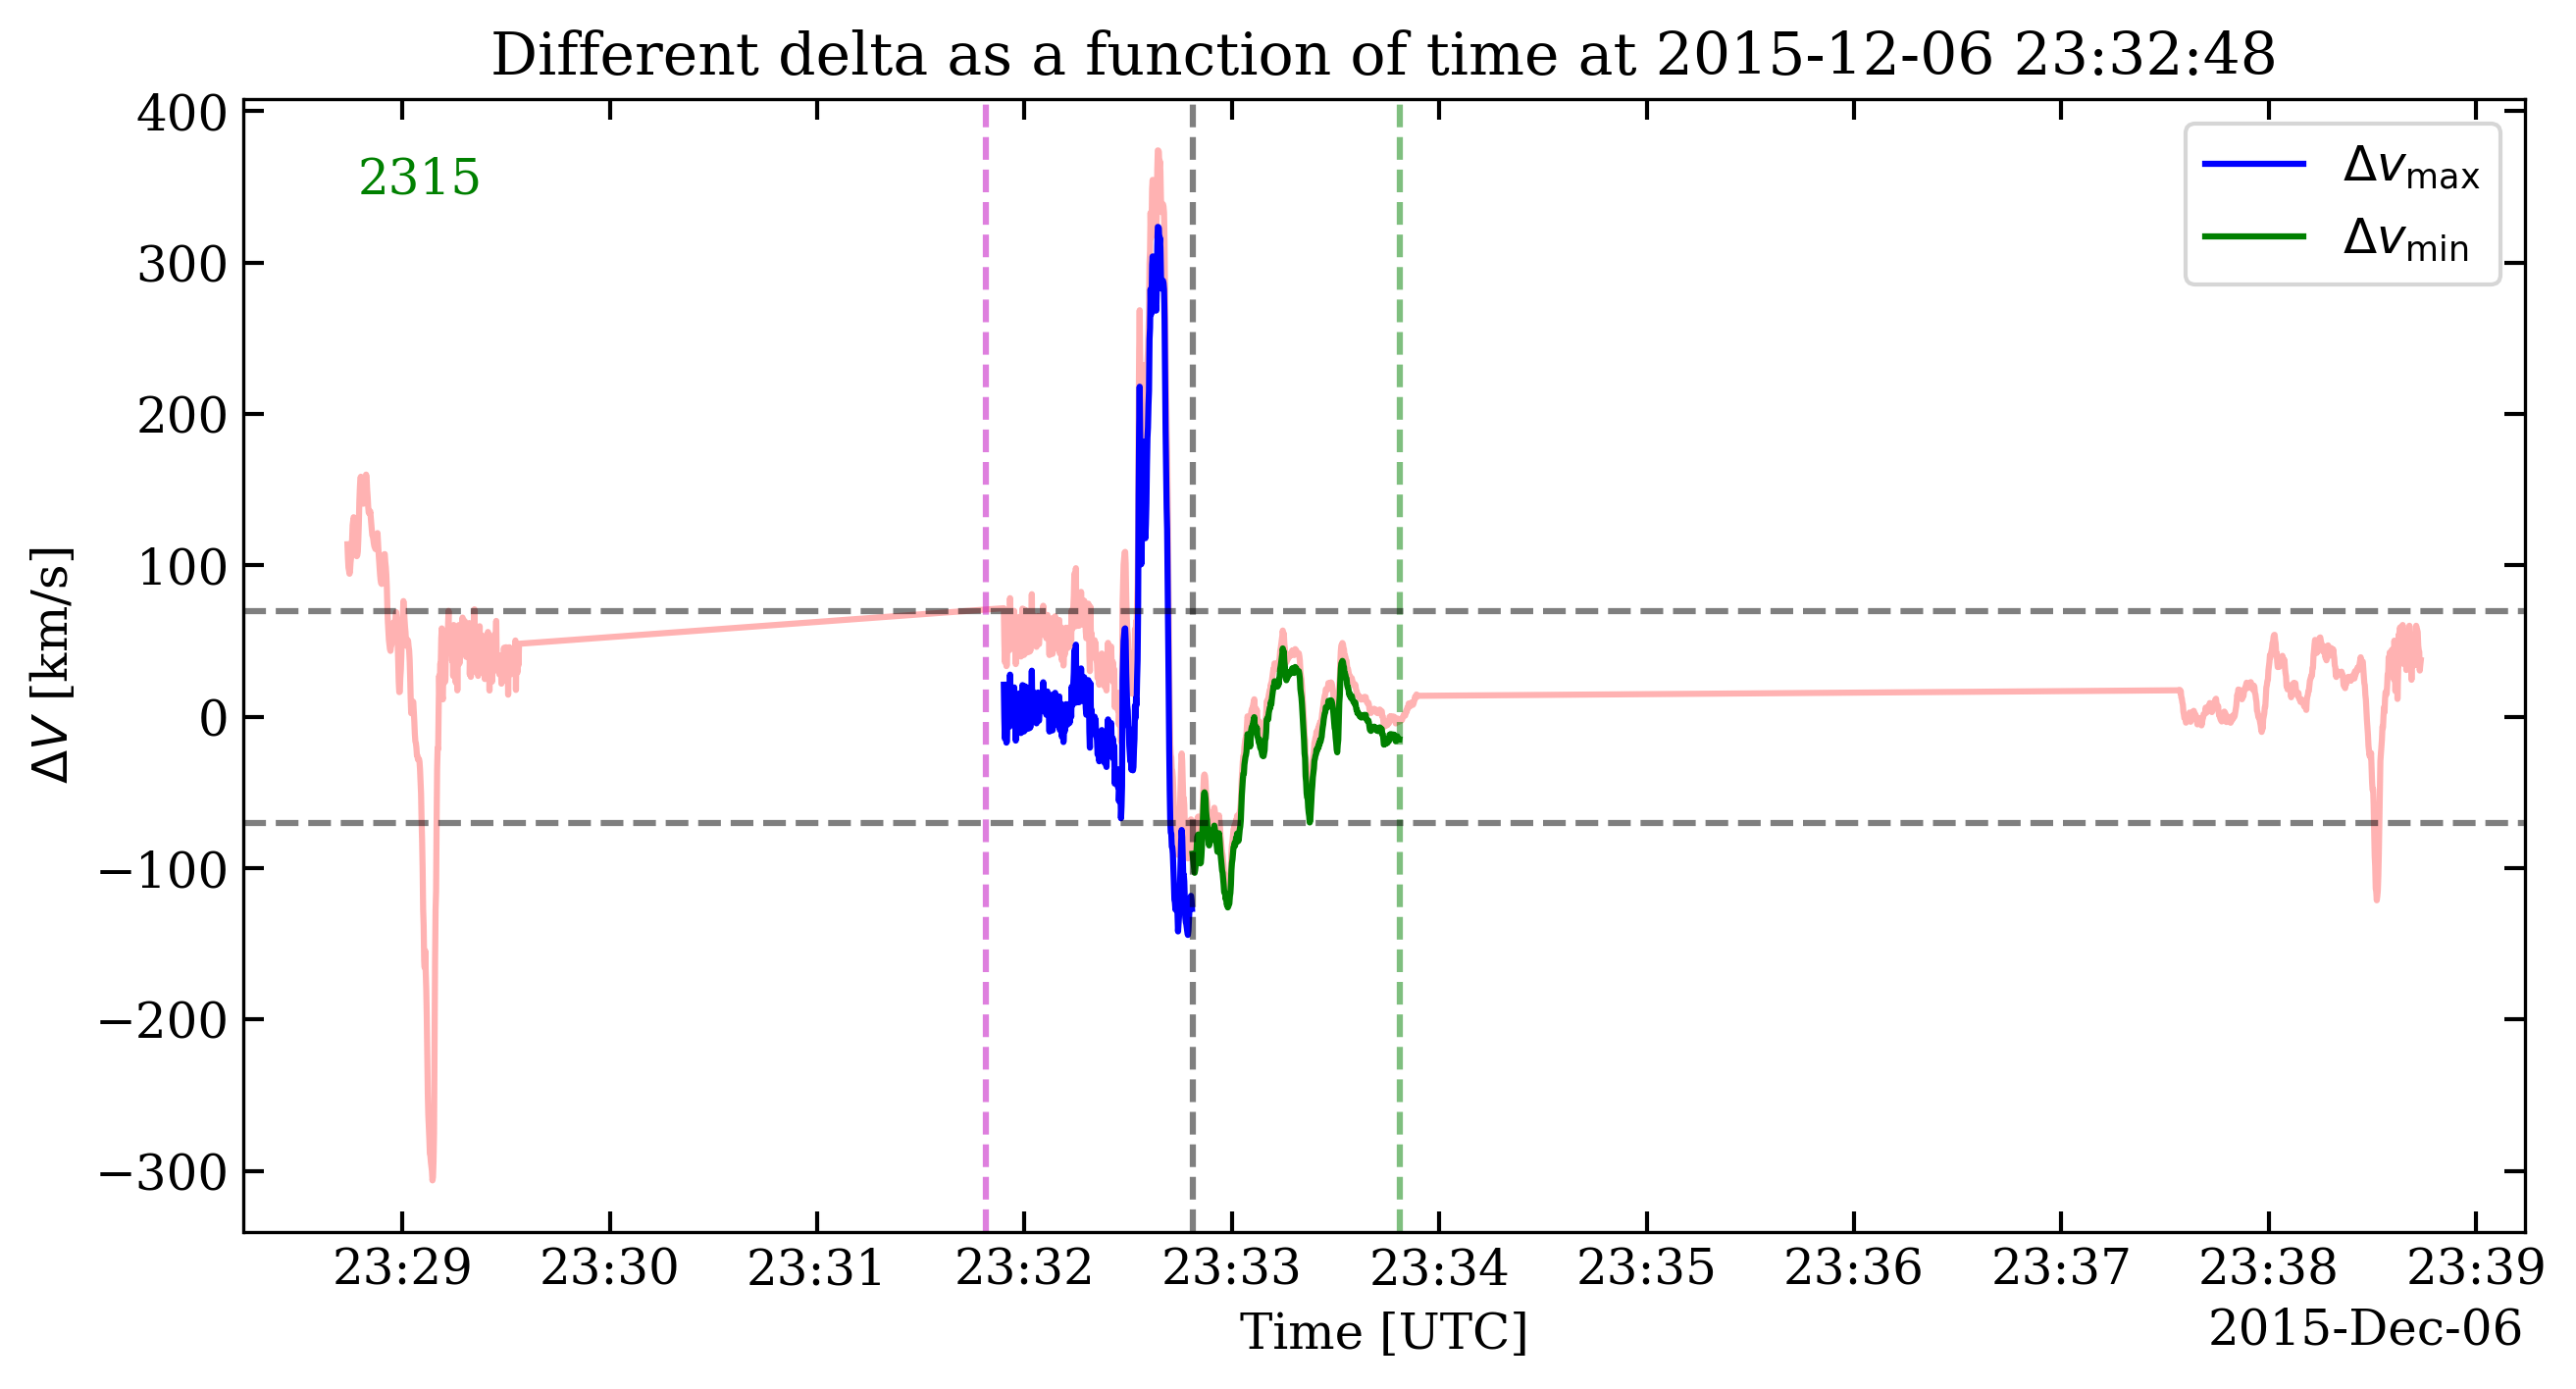 Different delta as a function of time at 2015-12-06 23:32:48
2315
Δv_max
Δv_min
400
300
200
100
0
−100
−200
−300
ΔV [km/s]
23:29 23:30 23:31 23:32 23:33 23:34 23:35 23:36 23:37 23:38 23:39
Time [UTC]
2015-Dec-06